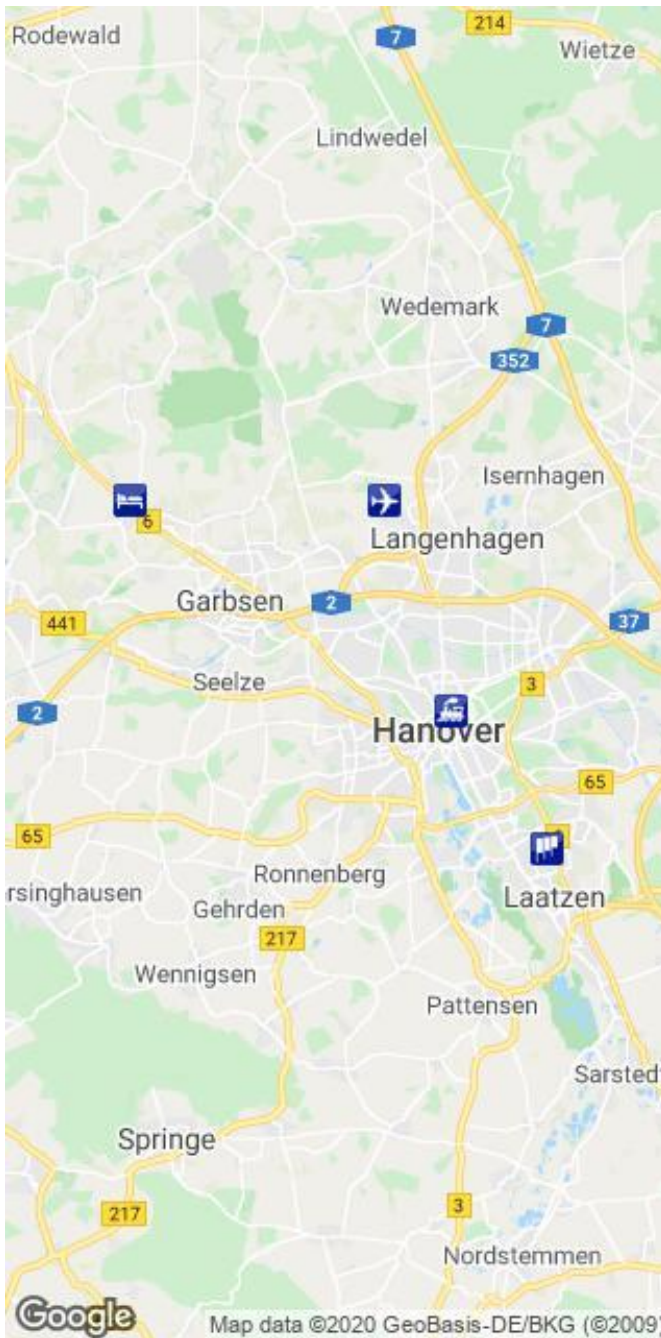 Rodewald
7
214
Wietze
Lindwedel
Wedemark
7
352
Isernhagen
6
Langenhagen
Garbsen
2
441
37
Seelze
3
2
Hanover
65
65
Ronnenberg
rsinghausen
Laatzen
Gehrden
217
Wennigsen
Pattensen
Sarsted
Springe
3
217
Nordstemmen
Google
Map data ©2020 GeoBasis-DE/BKG (©2009